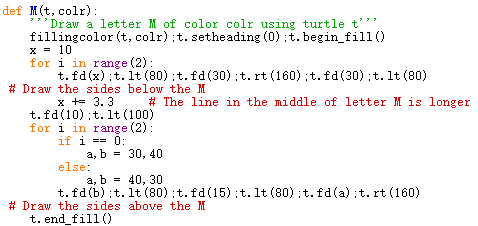 def M(t,colr):
    '''Draw a letter M of color colr using turtle t'''
    fillingcolor(t,colr);t.setheading(0);t.begin_fill()
    x = 10
    for i in range(2):
        t.fd(x);t.lt(80);t.fd(30);t.rt(160);t.fd(30);t.lt(80)
 # Draw the sides below the M
        x += 3.3     # The line in the middle of letter M is longer
    t.fd(10);t.lt(100)
    for i in range(2):
        if i == 0:
            a,b = 30,40
        else:
            a,b = 40,30
        t.fd(b);t.lt(80);t.fd(15);t.lt(80);t.fd(a);t.rt(160)
 # Draw the sides above the M
    t.end_fill()